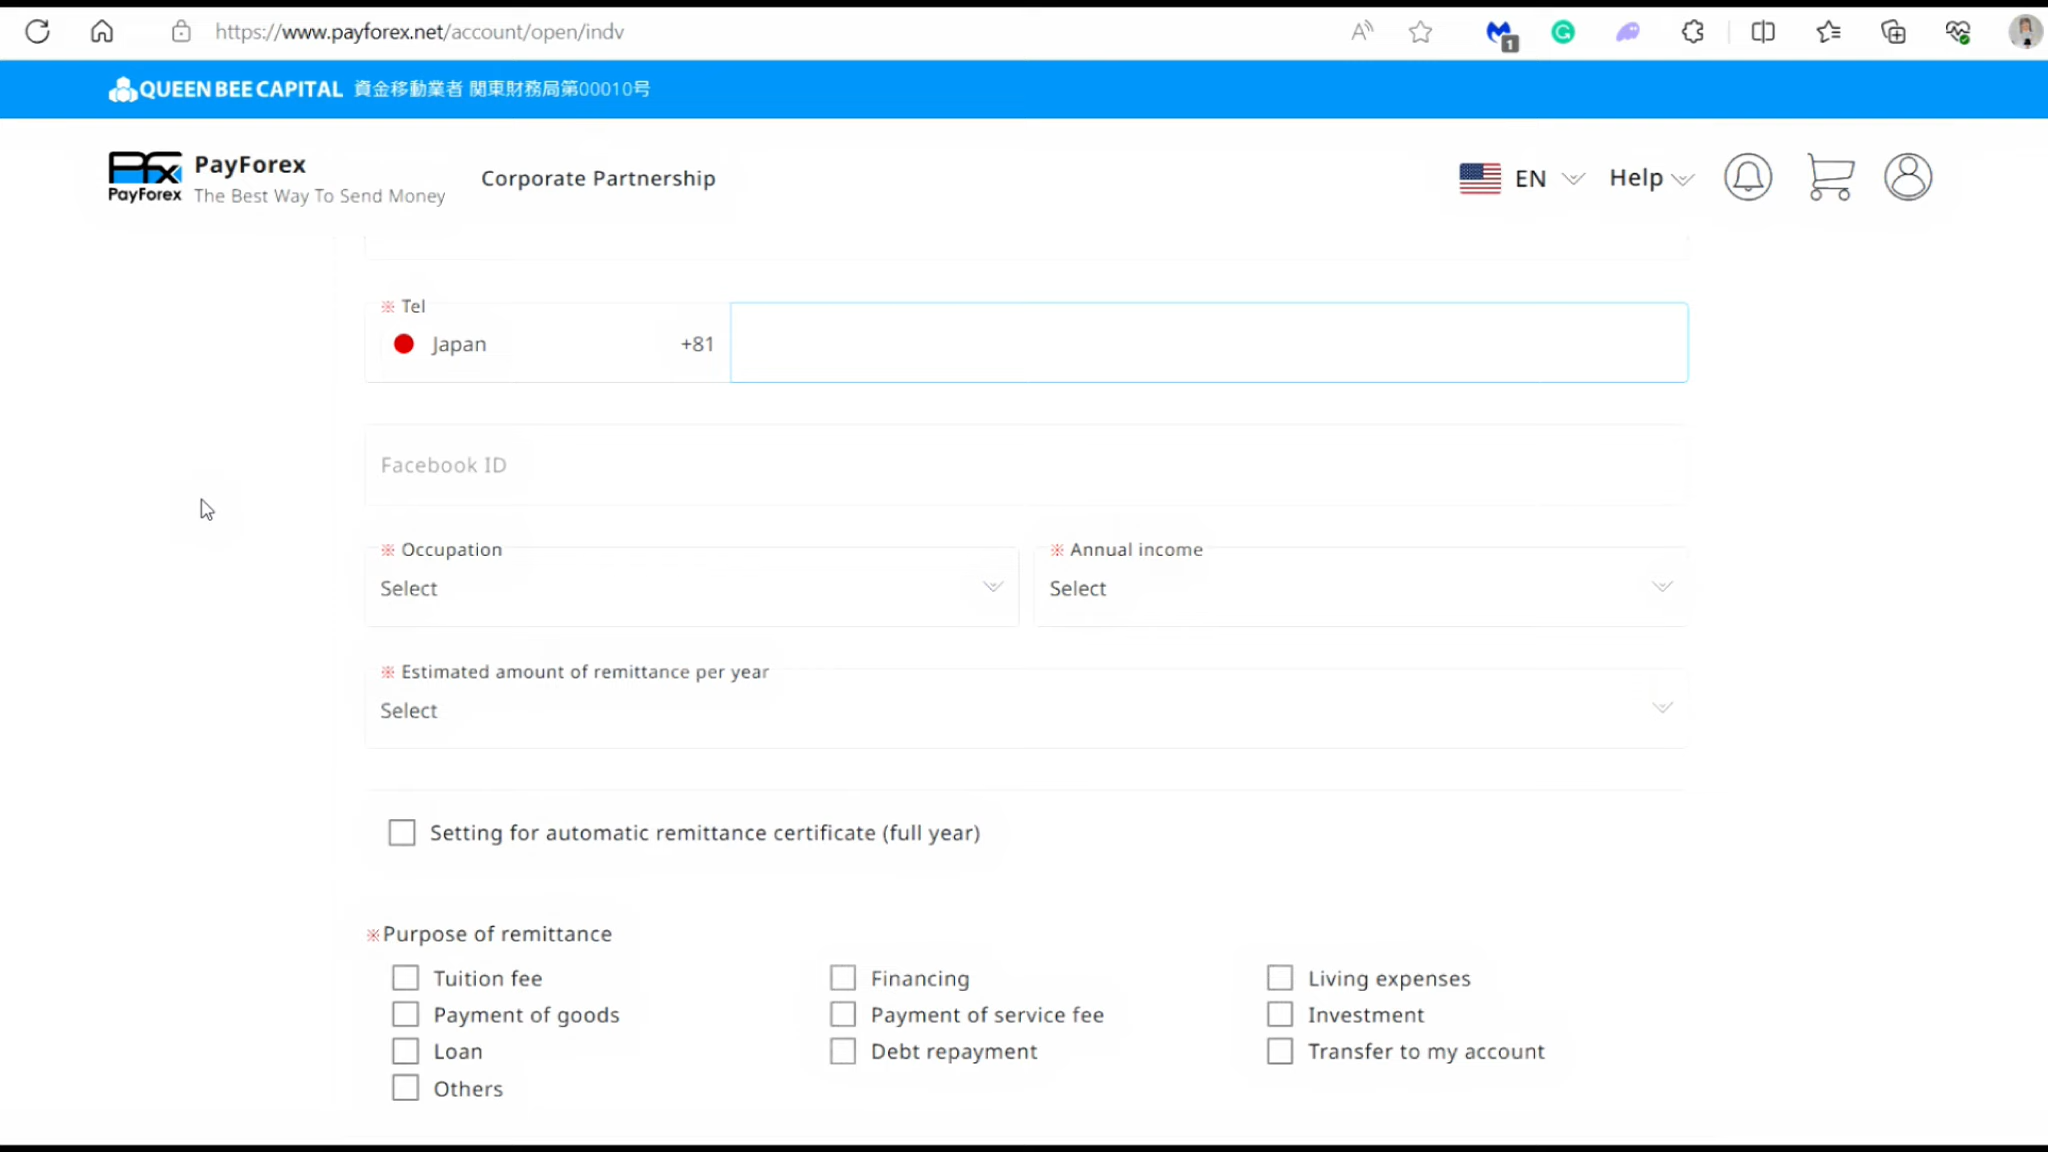 https://www.payforex.net/account/open/indv
1
QUEEN BEE CAPITAL 資金移動業者 関東財務局第00010号
PFX PayForex
PayForex The Best Way To Send Money
Corporate Partnership
EN
Help
※ Tel
Japan +81
Facebook ID
※ Occupation
Select
※ Annual income
Select
※ Estimated amount of remittance per year
Select
Setting for automatic remittance certificate (full year)
※Purpose of remittance
Tuition fee Financing Living expenses
Payment of goods Payment of service fee Investment
Loan Debt repayment Transfer to my account
Others